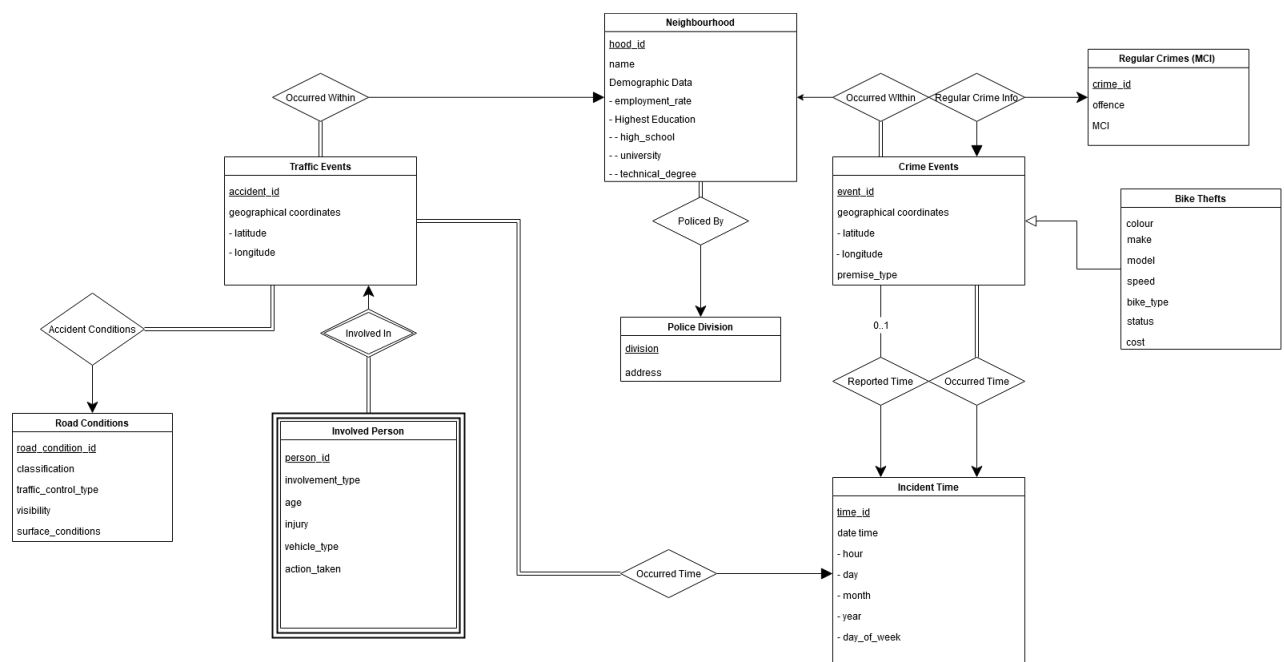 Neighbourhood
hood_id
name
Demographic Data
- employment_rate
- Highest Education
- - high_school
- - university
- - technical_degree
Regular Crimes (MCI)
crime_id
offence
MCI
Occurred Within
Occurred WIthin
Regular Crime Info
Traffic Events
accident_id
geographical coordinates
- latitude
- longitude
Crime Events
event_id
geographical coordinates
- latitude
- longitude
premise_type
Bike Thefts
colour
make
model
speed
bike_type
status
cost
Policed By
Accident Conditions
Involved In
Police Division
division
address
0..1
Reported Time
Occurred Time
Road Conditions
road_condition_id
classification
traffic_control_type
visibility
surface_conditions
Involved Person
person_id
involvement_type
age
injury
vehicle_type
action_taken
Occurred Time
Incident Time
time_id
date time
- hour
- day
- month
- year
- day_of_week